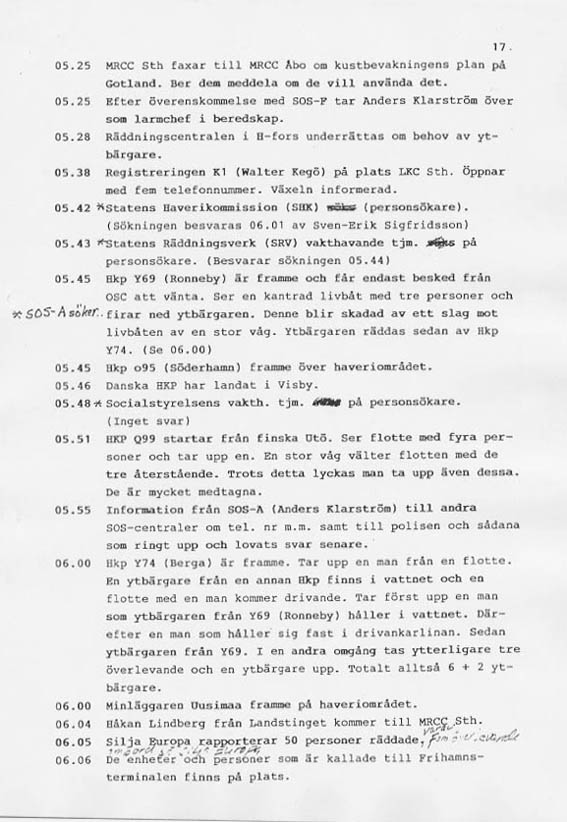 17.
05.25 MRCC Sth faxar till MRCC Åbo om kustbevakningens plan på
Gotland. Ber dem meddela om de vill använda det.
05.25 Efter överenskommelse med SOS-F tar Anders Klarström över
som larmchef i beredskap.
05.28 Räddningscentralen i H-fors underrättas om behov av yt-
bärgare.
05.38 Registreringen K1 (Walter Kegö) på plats LKC Sth. Öppnar
med fem telefonnummer. Växeln informerad.
05.42 *Statens Haverikommission (SHK) söks (personsökare).
(Sökningen besvaras 06.01 av Sven-Erik Sigfridsson)
05.43 *Statens Räddningsverk (SRV) vakthavande tjm. söks på
personsökare. (Besvarar sökningen 05.44)
05.45 Hkp Y69 (Ronneby) är framme och får endast besked från
OSC att vänta. Ser en kantrad livbåt med tre personer och
* SOS-A söker.. firar ned ytbärgaren. Denne blir skadad av ett slag mot
livbåten av en stor våg. Ytbärgaren räddas sedan av Hkp
Y74. (Se 06.00)
05.45 Hkp o95 (Söderhamn) framme över haveriområdet.
05.46 Danska HKP har landat i Visby.
05.48 * Socialstyrelsens vakth. tjm. på personsökare.
(Inget svar)
05.51 HKP Q99 startar från finska Utö. Ser flotte med fyra per-
soner och tar upp en. En stor våg välter flotten med de
tre återstående. Trots detta lyckas man ta upp även dessa.
De är mycket medtagna.
05.55 Information från SOS-A (Anders Klarström) till andra
SOS-centraler om tel. nr m.m. samt till polisen och sådana
som ringt upp och lovats svar senare.
06.00 Hkp Y74 (Berga) är framme. Tar upp en man från en flotte.
En ytbärgare från en annan Hkp finns i vattnet och en
flotte med en man kommer drivande. Tar först upp en man
som ytbärgaren från Y69 (Ronneby) håller i vattnet. Där-
efter en man som håller sig fast i drivankarlinan. Sedan
ytbärgaren från Y69. I en andra omgång tas ytterligare tre
överlevande och en ytbärgare upp. Totalt alltså 6 + 2 yt-
bärgare.
06.00 Minläggaren Uusimaa framme på haveriområdet.
06.04 Håkan Lindberg från Landstinget kommer till MRCC Sth.
varav
06.05 Silja Europa rapporterar 50 personer räddade, fem överlevande
ombord på Silja Europa
06.06 De enheter och personer som är kallade till Frihamns-
terminalen finns på plats.